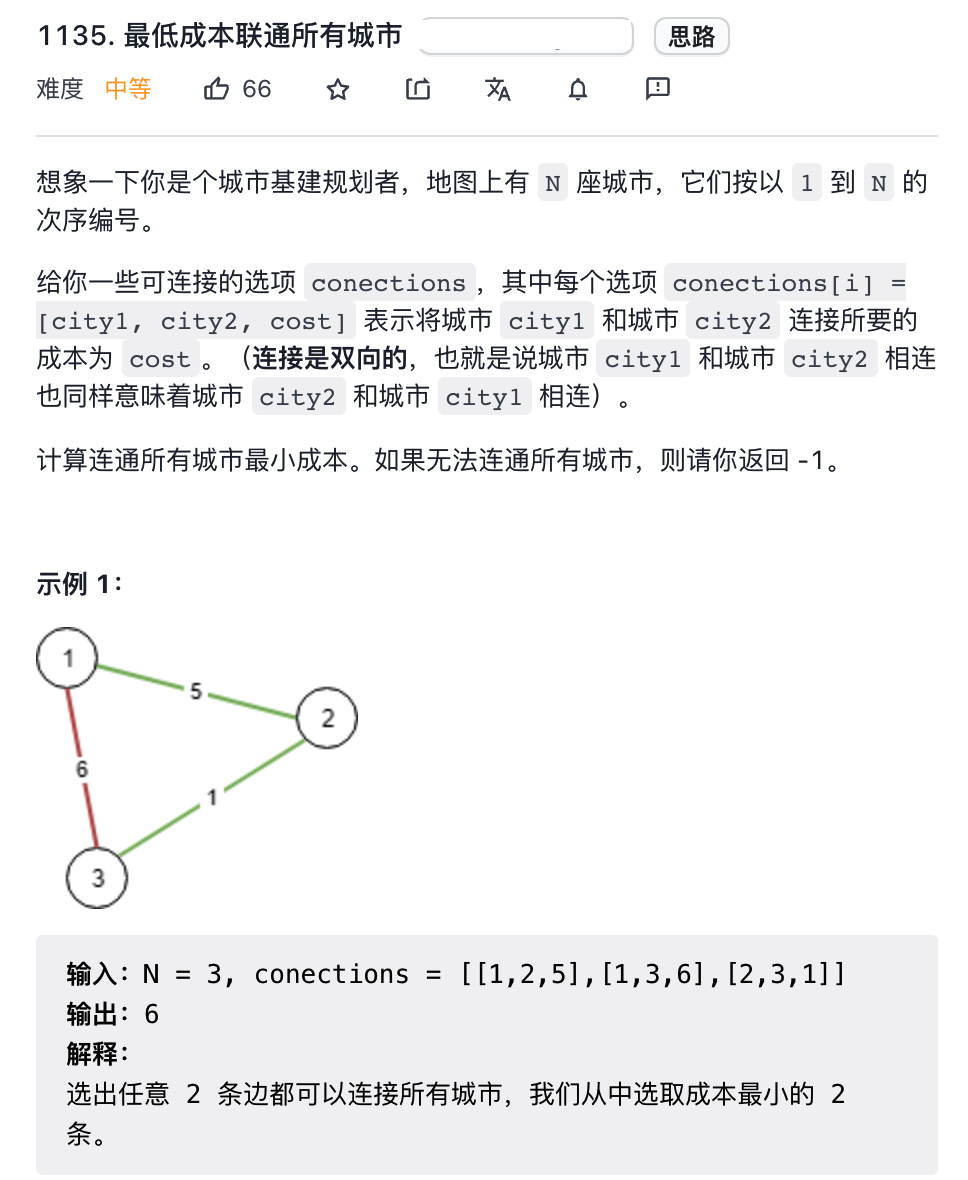 1135. 最低成本联通所有城市 思路
难度 中等 66
想象一下你是个城市基建规划者，地图上有 N 座城市，它们按以 1 到 N 的
次序编号。
给你一些可连接的选项 conections，其中每个选项 conections[i] =
[city1, city2, cost] 表示将城市 city1 和城市 city2 连接所要的
成本为 cost。（连接是双向的，也就是说城市 city1 和城市 city2 相连
也同样意味着城市 city2 和城市 city1 相连）。
计算连通所有城市最小成本。如果无法连通所有城市，则请你返回 -1。
示例 1：
1
5
2
6
1
3
输入：N = 3, conections = [[1,2,5],[1,3,6],[2,3,1]]
输出：6
解释：
选出任意 2 条边都可以连接所有城市，我们从中选取成本最小的 2
条。